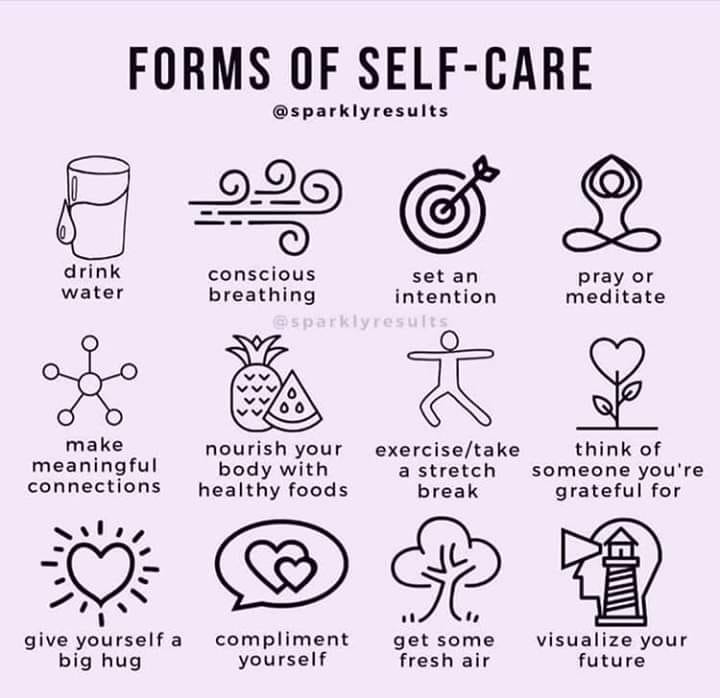 FORMS OF SELF-CARE
@sparklyresults
drink
water
conscious
breathing
set an
intention
pray or
meditate
@sparklyresults
make
meaningful
connections
nourish your
body with
healthy foods
exercise/take
a stretch
break
think of
someone you're
grateful for
give yourself a
big hug
compliment
yourself
get some
fresh air
visualize your
future